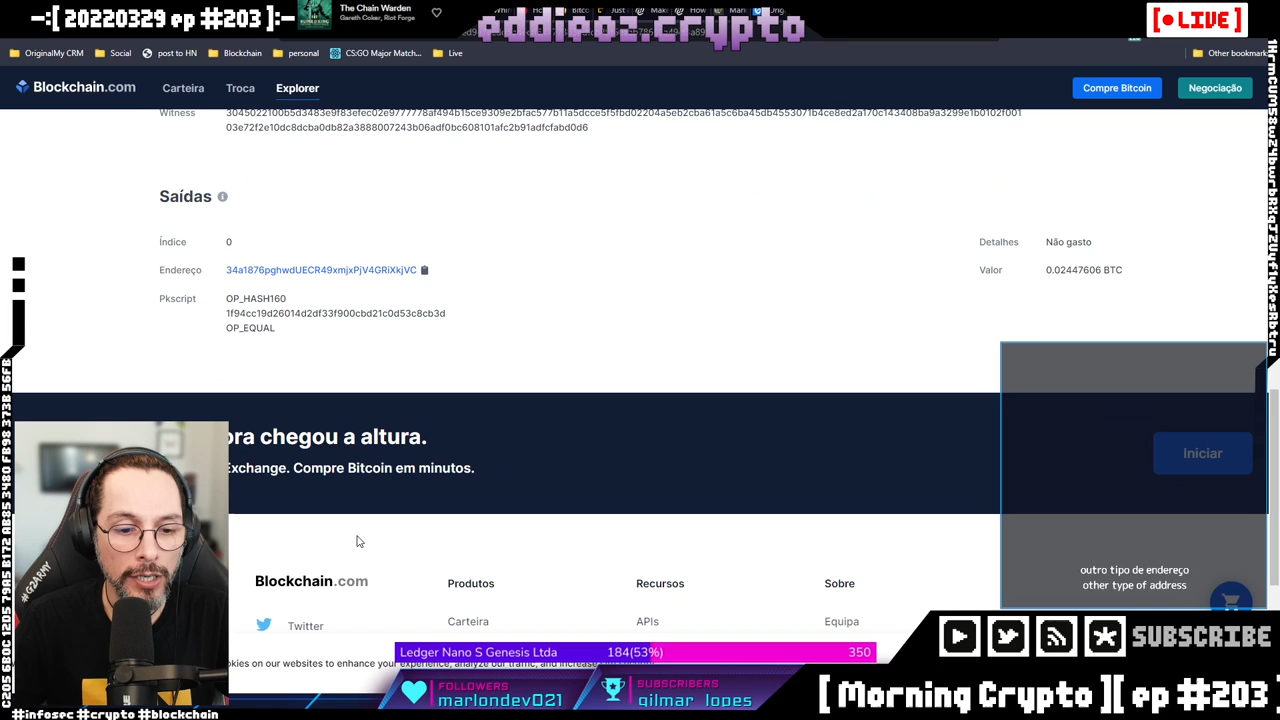 -:[ 20220329 ep #203 ]:-
The Chain Warden
Gareth Coker, Riot Forge
eddieoz.crypto
[● LIVE]
OriginalMy CRM
Social
post to HN
Blockchain
personal
CS:GO Major Match...
Live
Other bookmark
Blockchain.com
Carteira
Troca
Explorer
Compre Bitcoin
Negociação
Witness
03e72f2e10dc8dcba0db82a3888007243b06adf0bc608101afc2b91adfcfabd0d6
Saídas
Índice
0
Detalhes
Não gasto
Endereço
34a1876pghwdUECR49xmjxPjV4GRiXkjVC
Valor
0.02447606 BTC
Pkscript
OP_HASH160
1f94cc19d26014d2df33f900cbd21c0d53c8cb3d
OP_EQUAL
ora chegou a altura.
Exchange. Compre Bitcoin em minutos.
Iniciar
outro tipo de endereço
other type of address
Blockchain.com
Produtos
Recursos
Sobre
Twitter
Carteira
APIs
Equipa
Ledger Nano S Genesis Ltda
184(53%)
350
FOLLOWERS
marlondev021
SUBSCRIBERS
gilmar_lopes
SUBSCRIBE
[ Morning Crypto ][ ep #203 ]
#infosec #crypto #blockchain